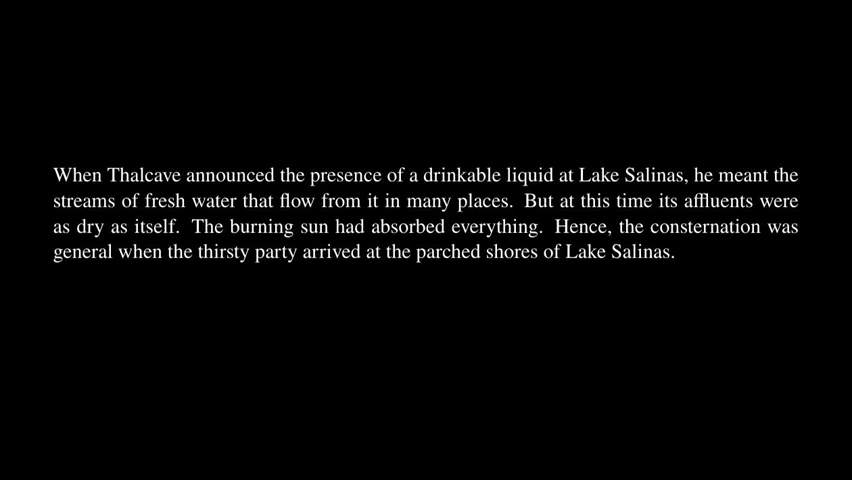 When Thalcave announced the presence of a drinkable liquid at Lake Salinas, he meant the
streams of fresh water that flow from it in many places. But at this time its affluents were
as dry as itself. The burning sun had absorbed everything. Hence, the consternation was
general when the thirsty party arrived at the parched shores of Lake Salinas.